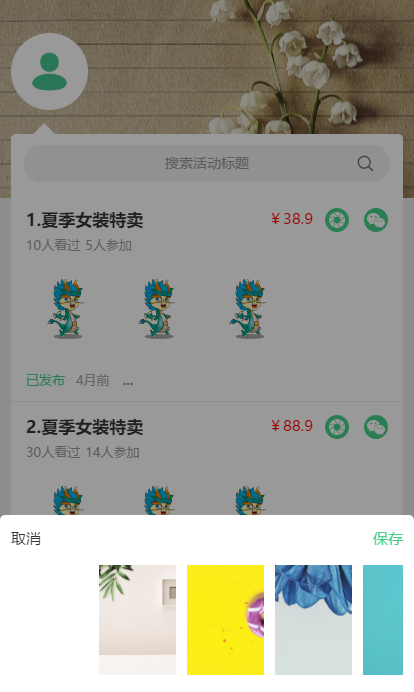 搜索活动标题
1.夏季女装特卖
¥38.9
10人看过 5人参加
已发布 4月前 ...
2.夏季女装特卖
¥88.9
30人看过 14人参加
取消
保存